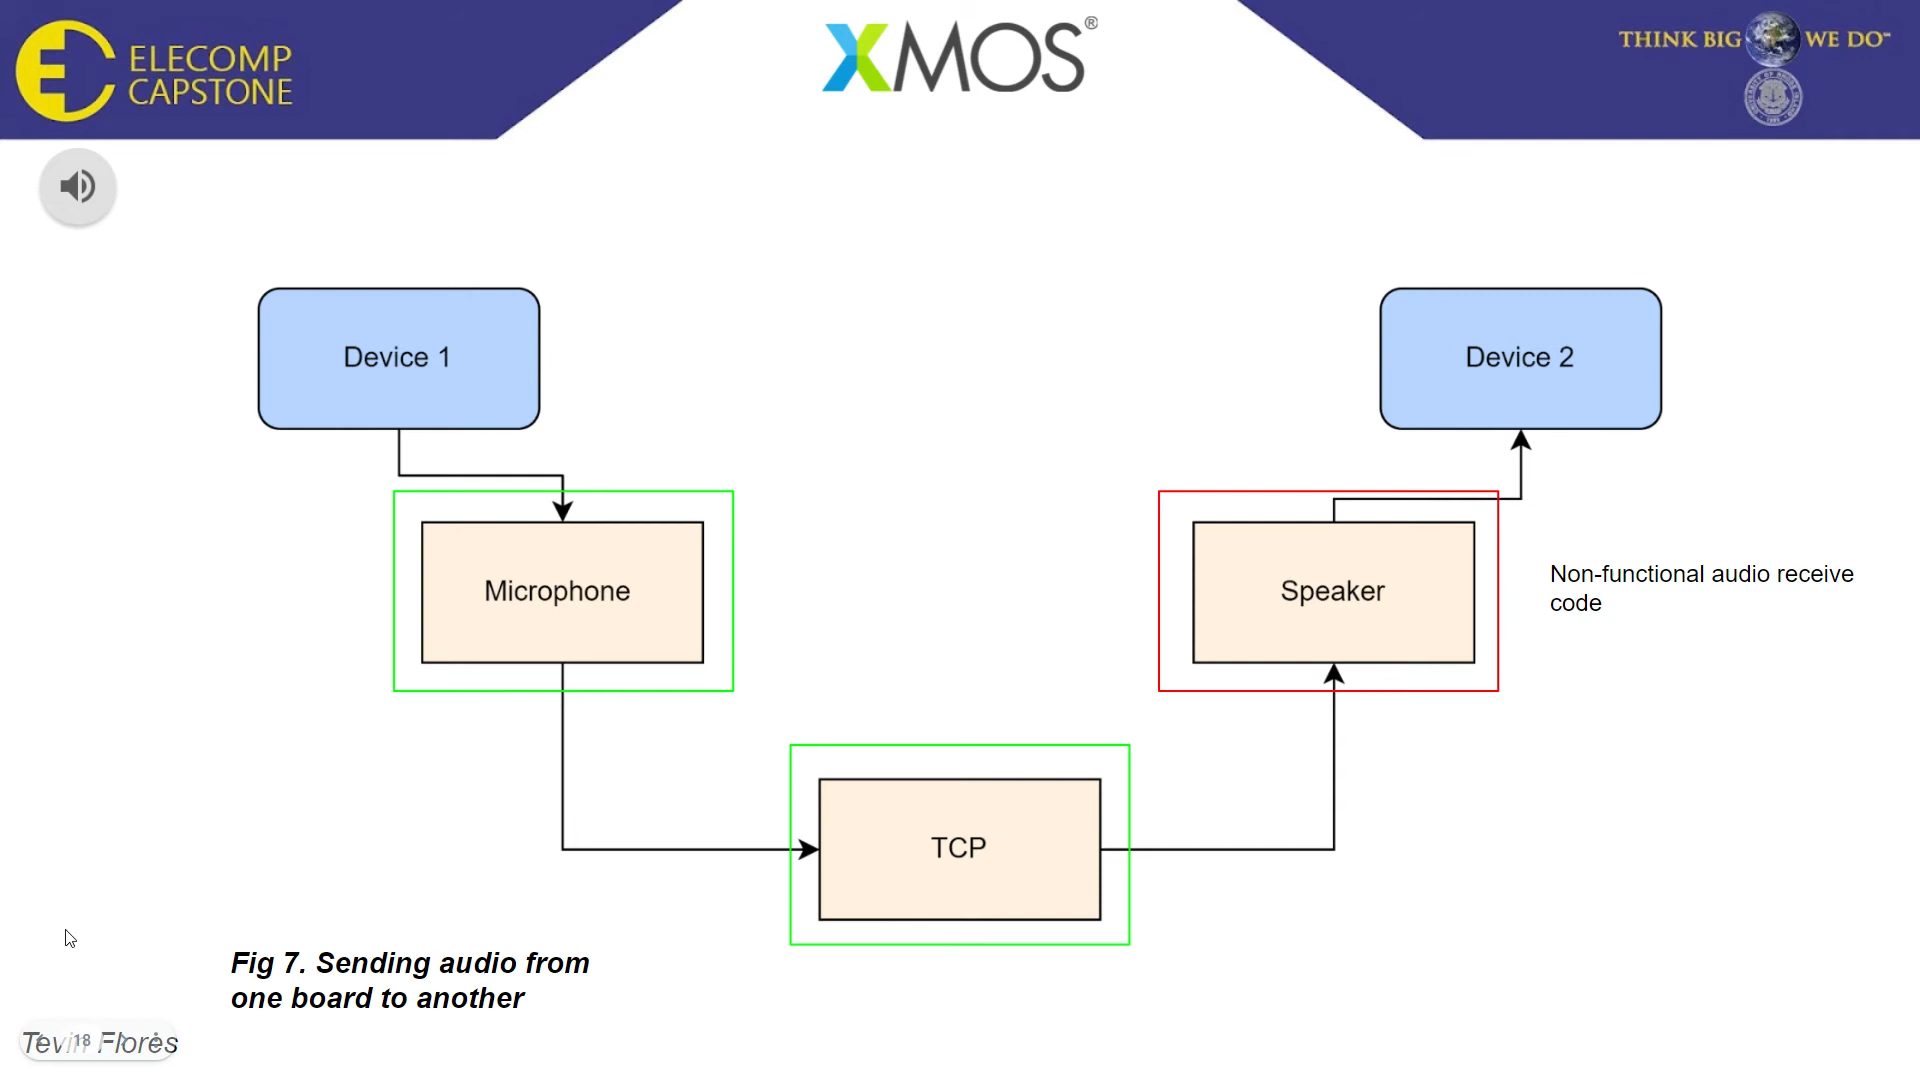 ELECOMP
CAPSTONE
XMOS®
THINK BIG WE DO℠
Device 1
Device 2
Microphone
Speaker
Non-functional audio receive
code
TCP
Fig 7. Sending audio from
one board to another
Tevin Flores
18